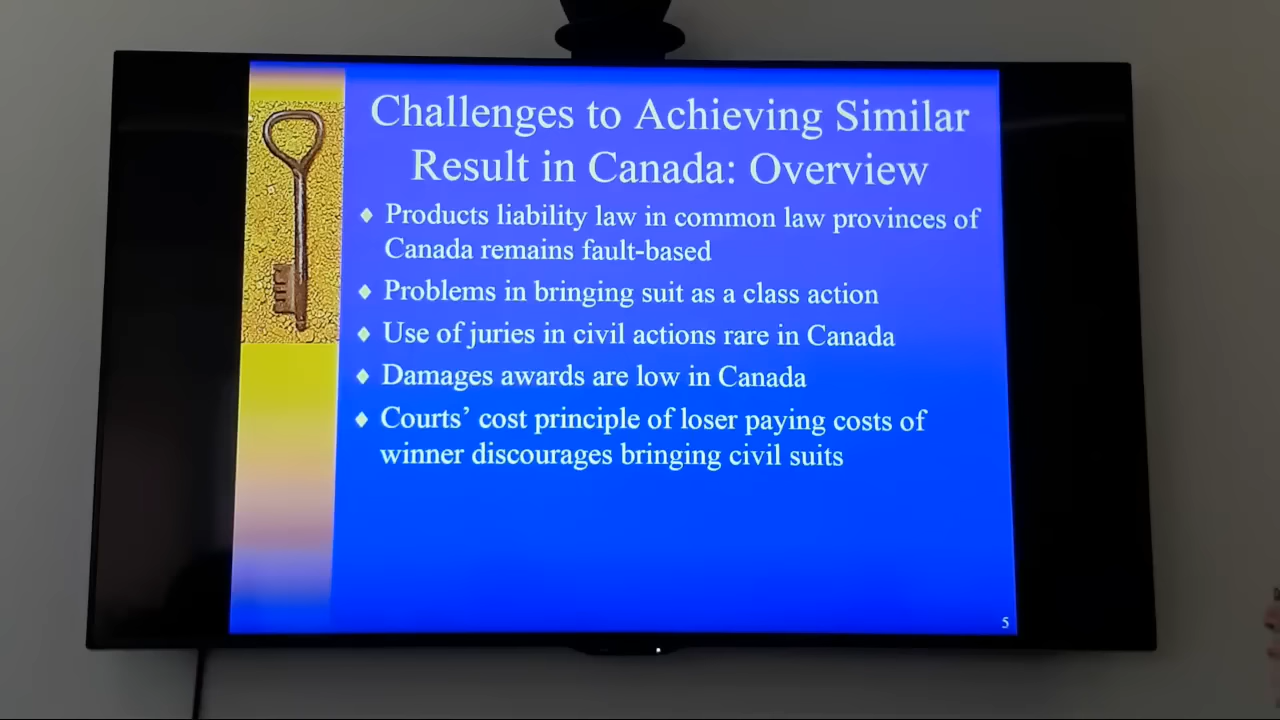 Challenges to Achieving Similar
Result in Canada: Overview
Products liability law in common law provinces of
Canada remains fault-based
Problems in bringing suit as a class action
Use of juries in civil actions rare in Canada
Damages awards are low in Canada
Courts’ cost principle of loser paying costs of
winner discourages bringing civil suits
5